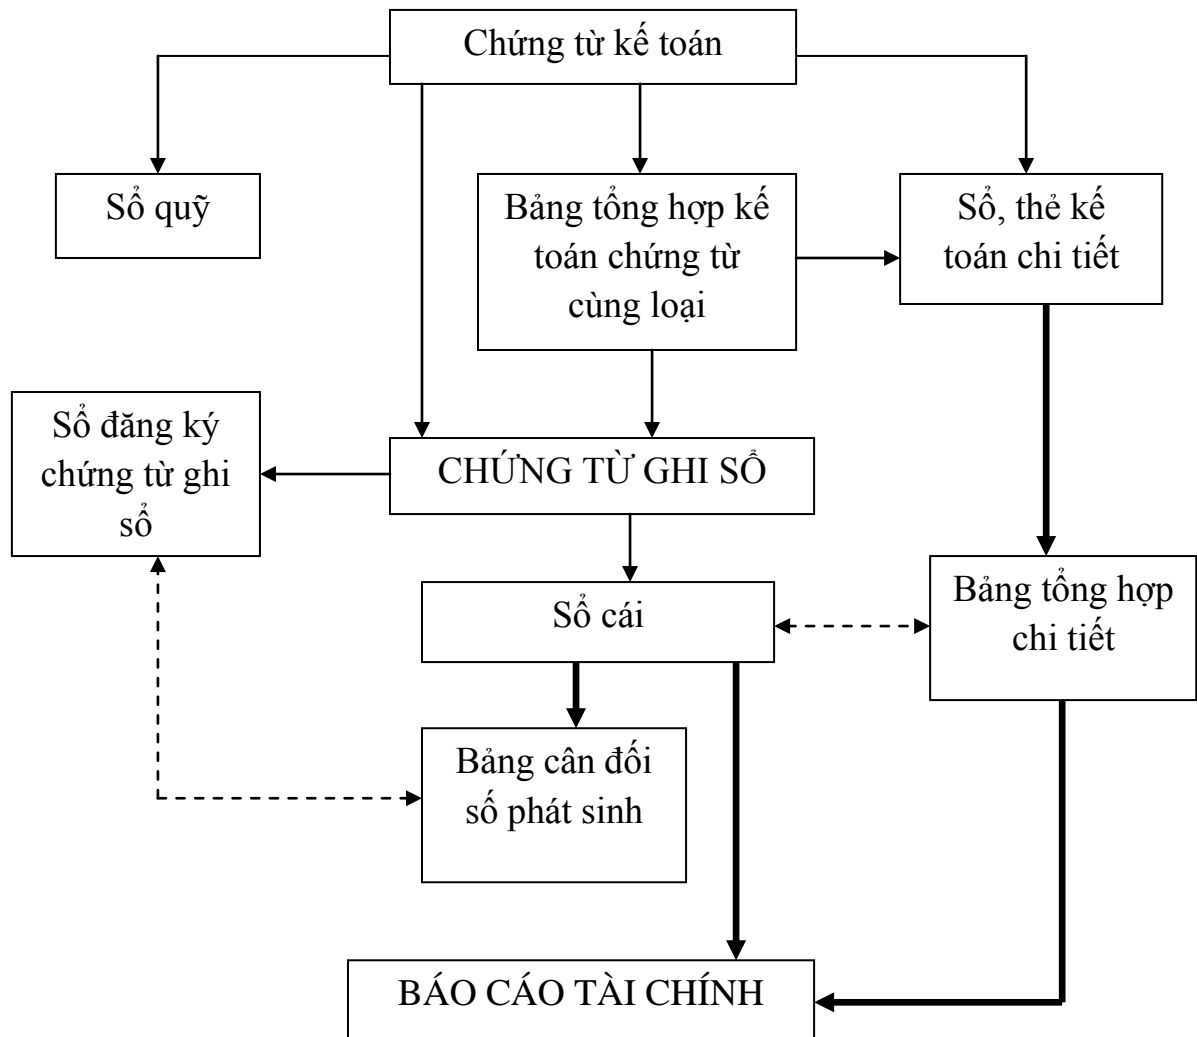 Chứng từ kế toán
Sổ quỹ
Bảng tổng hợp kế
toán chứng từ
cùng loại
Sổ, thẻ kế
toán chi tiết
Sổ đăng ký
chứng từ ghi
sổ
CHỨNG TỪ GHI SỔ
Sổ cái
Bảng tổng hợp
chi tiết
Bảng cân đối
số phát sinh
BÁO CÁO TÀI CHÍNH